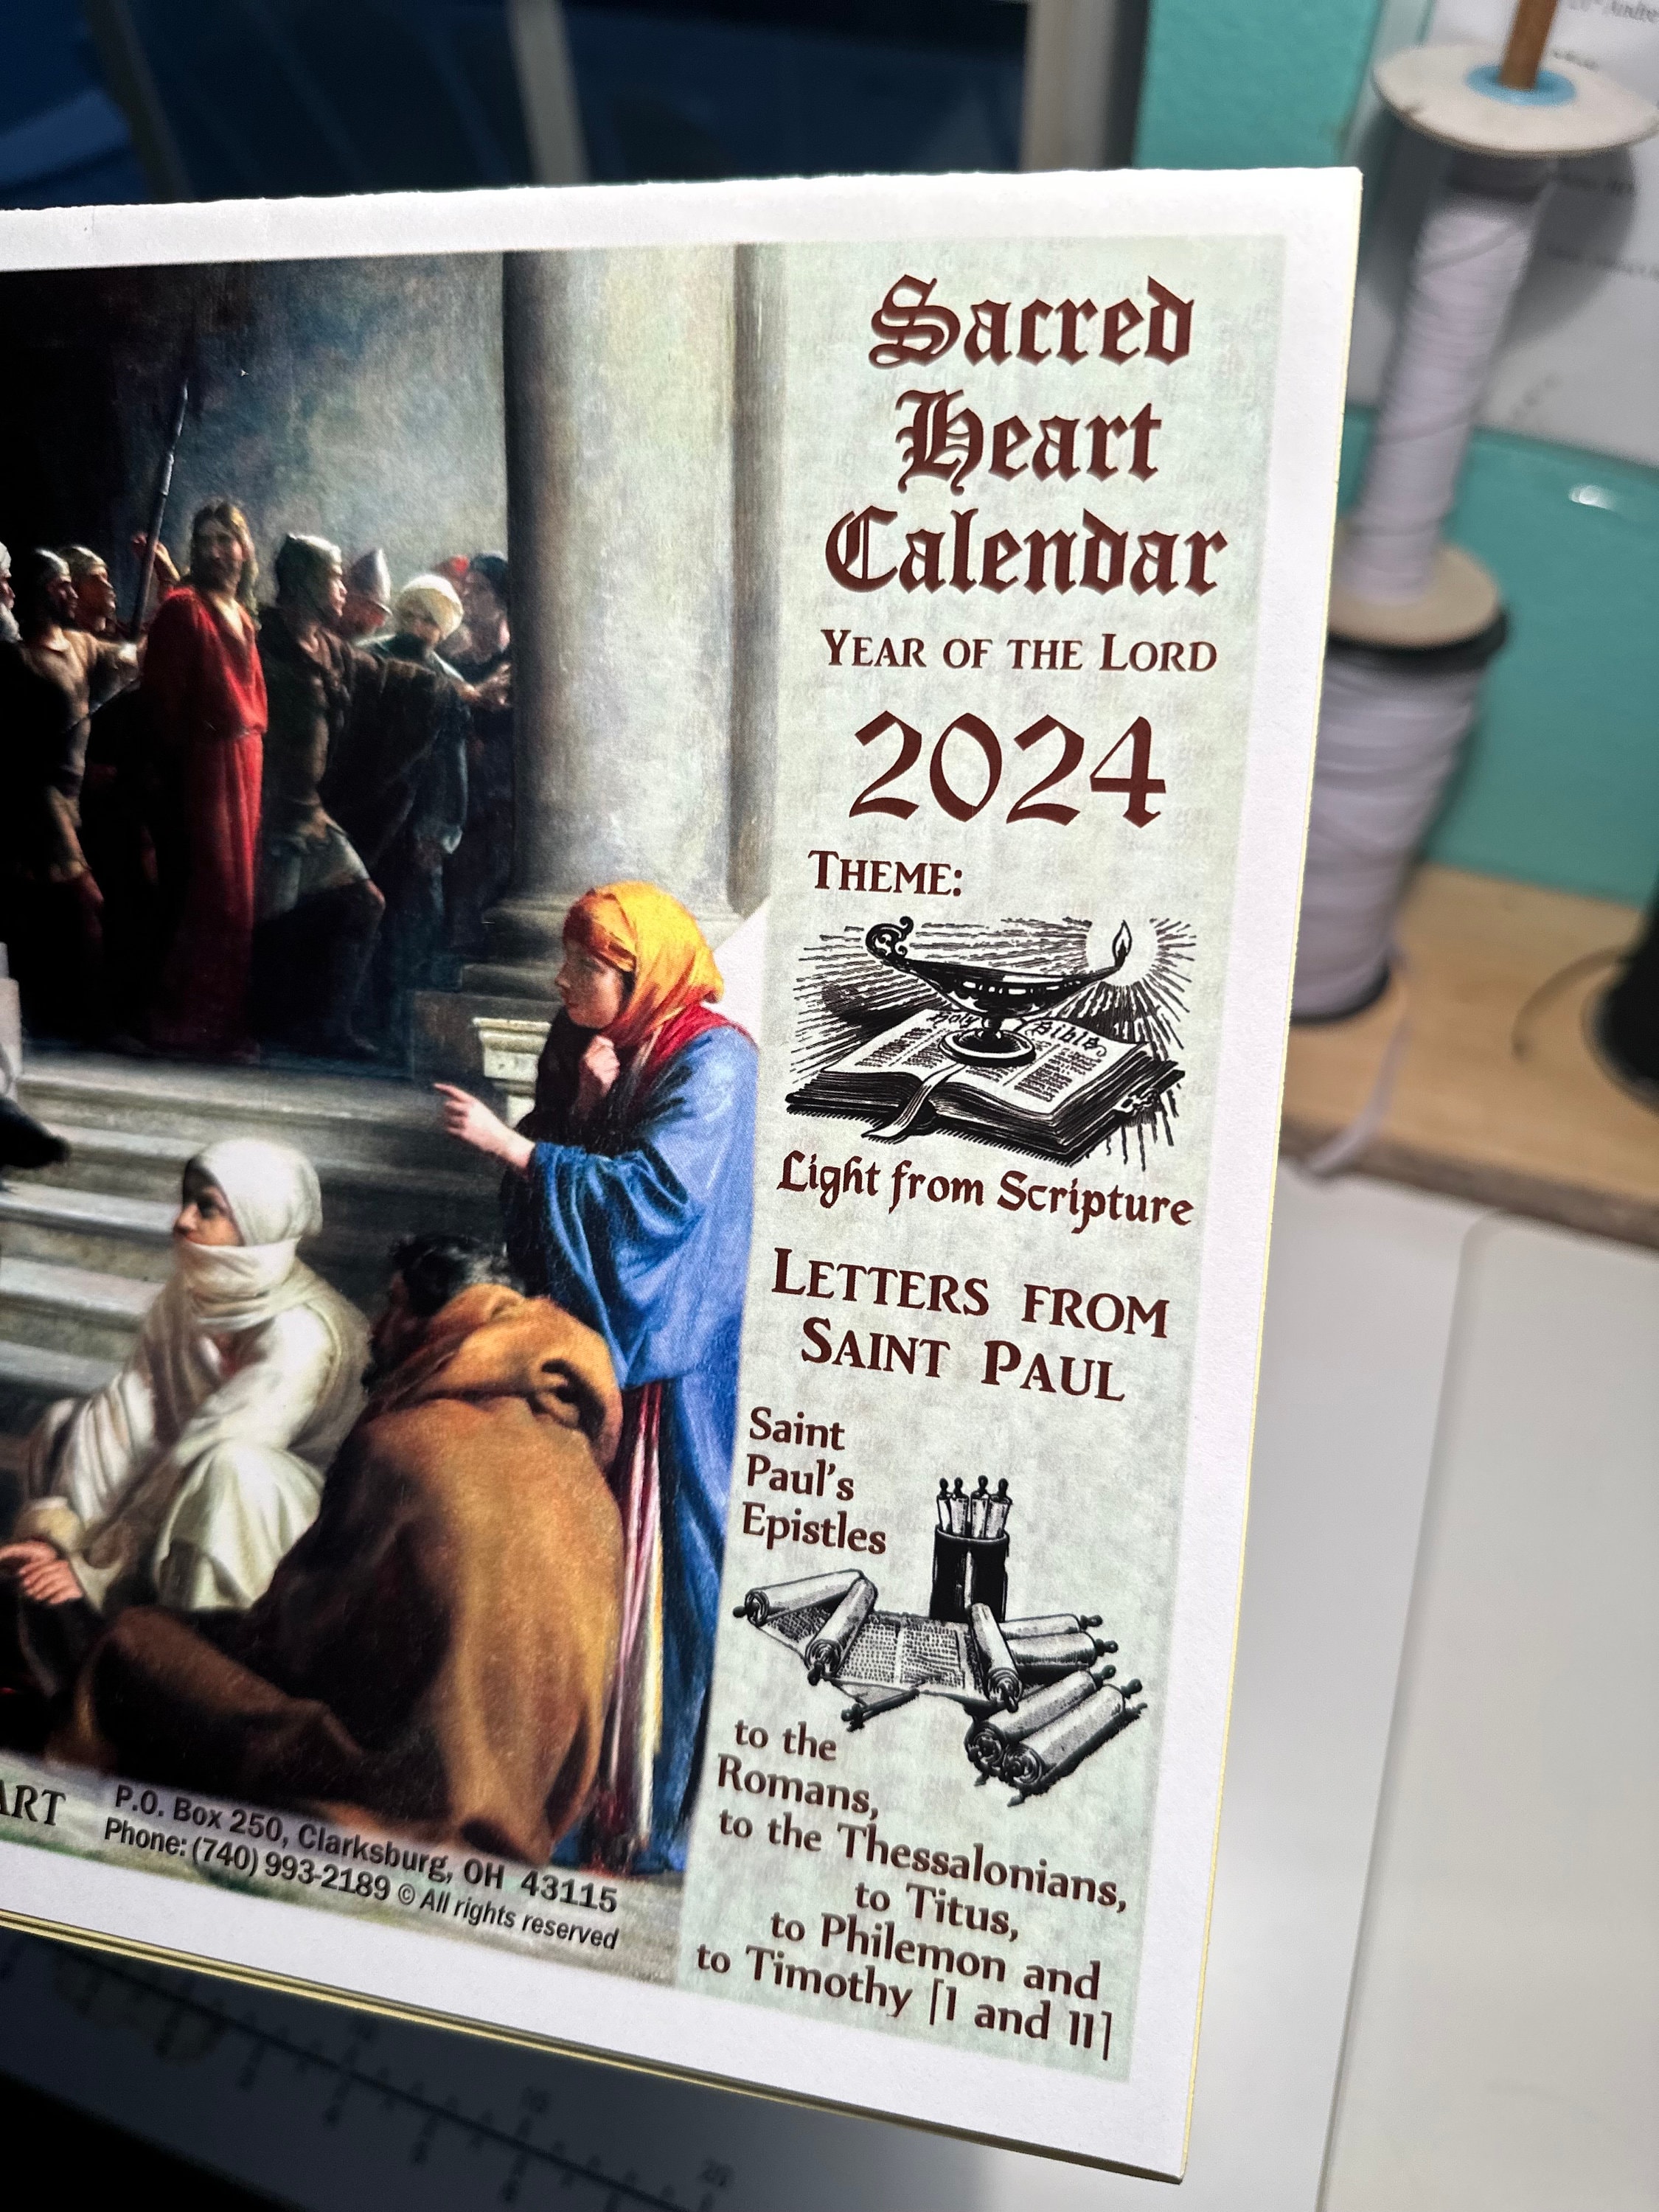 Sacred
Heart
Calendar
YEAR OF THE LORD
2024
THEME:
Holy Bible
Light from Scripture
LETTERS FROM
SAINT PAUL
Saint
Paul's
Epistles
to the
Romans,
to the Thessalonians,
to Titus,
to Philemon and
to Timothy [I and II]
ART
P.O. Box 250, Clarksburg, OH 43115
Phone: (740) 993-2189 © All rights reserved